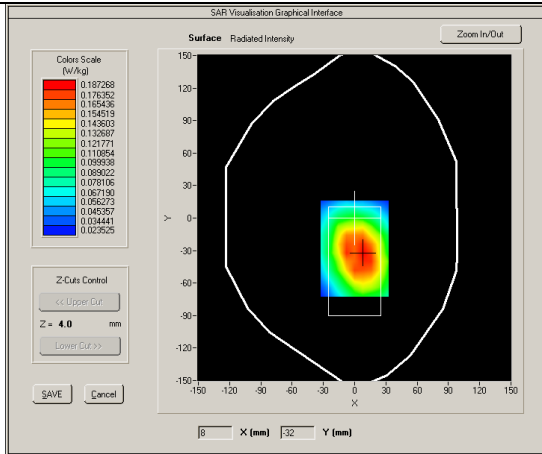 SAR Visualisation Graphical Interface
Surface Radiated Intensity
Zoom In/Out
Colors Scale
(W/kg)
0.187268
0.176352
0.165436
0.154519
0.143603
0.132687
0.121771
0.110854
0.099938
0.089022
0.078106
0.067190
0.056273
0.045357
0.034441
0.023525
Z-Cuts Control
<< Upper Cut
Z = 4.0 mm
Lower Cut >>
SAVE
Cancel
150-
120-
90-
60-
30-
0-
-30-
-60-
-90-
-120-
-150-
Y
-150 -120 -90 -60 -30 0 30 60 90 120 150
X
8 X (mm) -32 Y (mm)